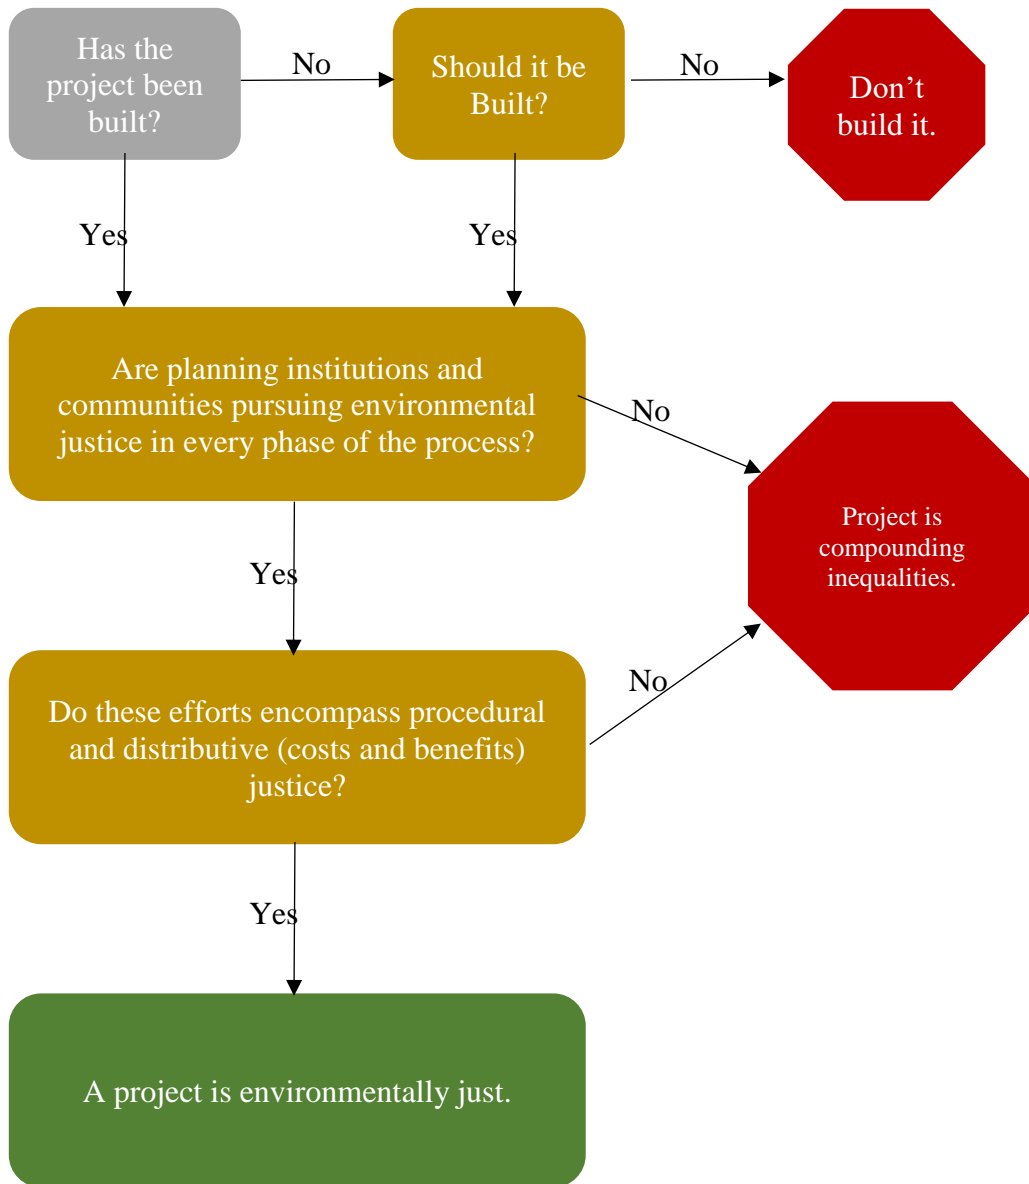 Has the
project been
built?
No
Should it be
Built?
No
Don’t
build it.
Yes
Yes
Are planning institutions and
communities pursuing environmental
justice in every phase of the process?
No
Project is
compounding
inequalities.
Yes
Do these efforts encompass procedural
and distributive (costs and benefits)
justice?
No
Yes
A project is environmentally just.